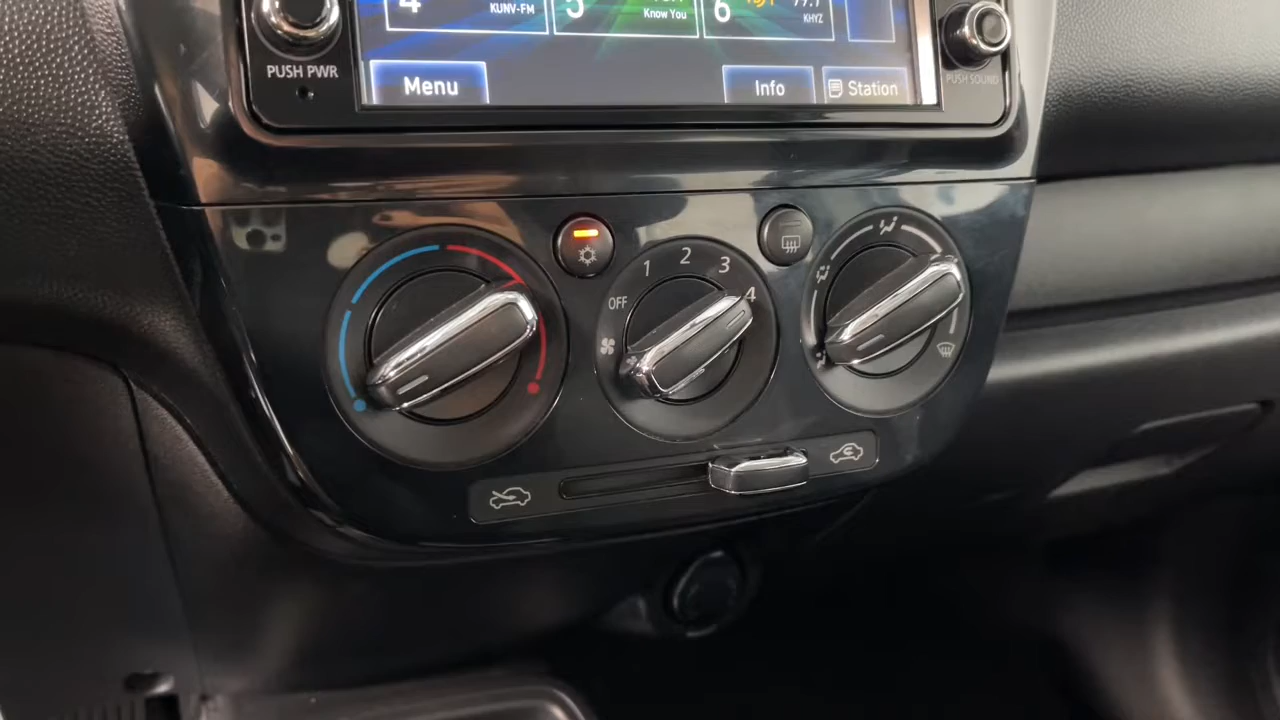 4 KUNV-FM
5 Know You
6 KHYZ
PUSH PWR
Menu
Info
Station
PUSH SOUND
OFF 1 2 3 4